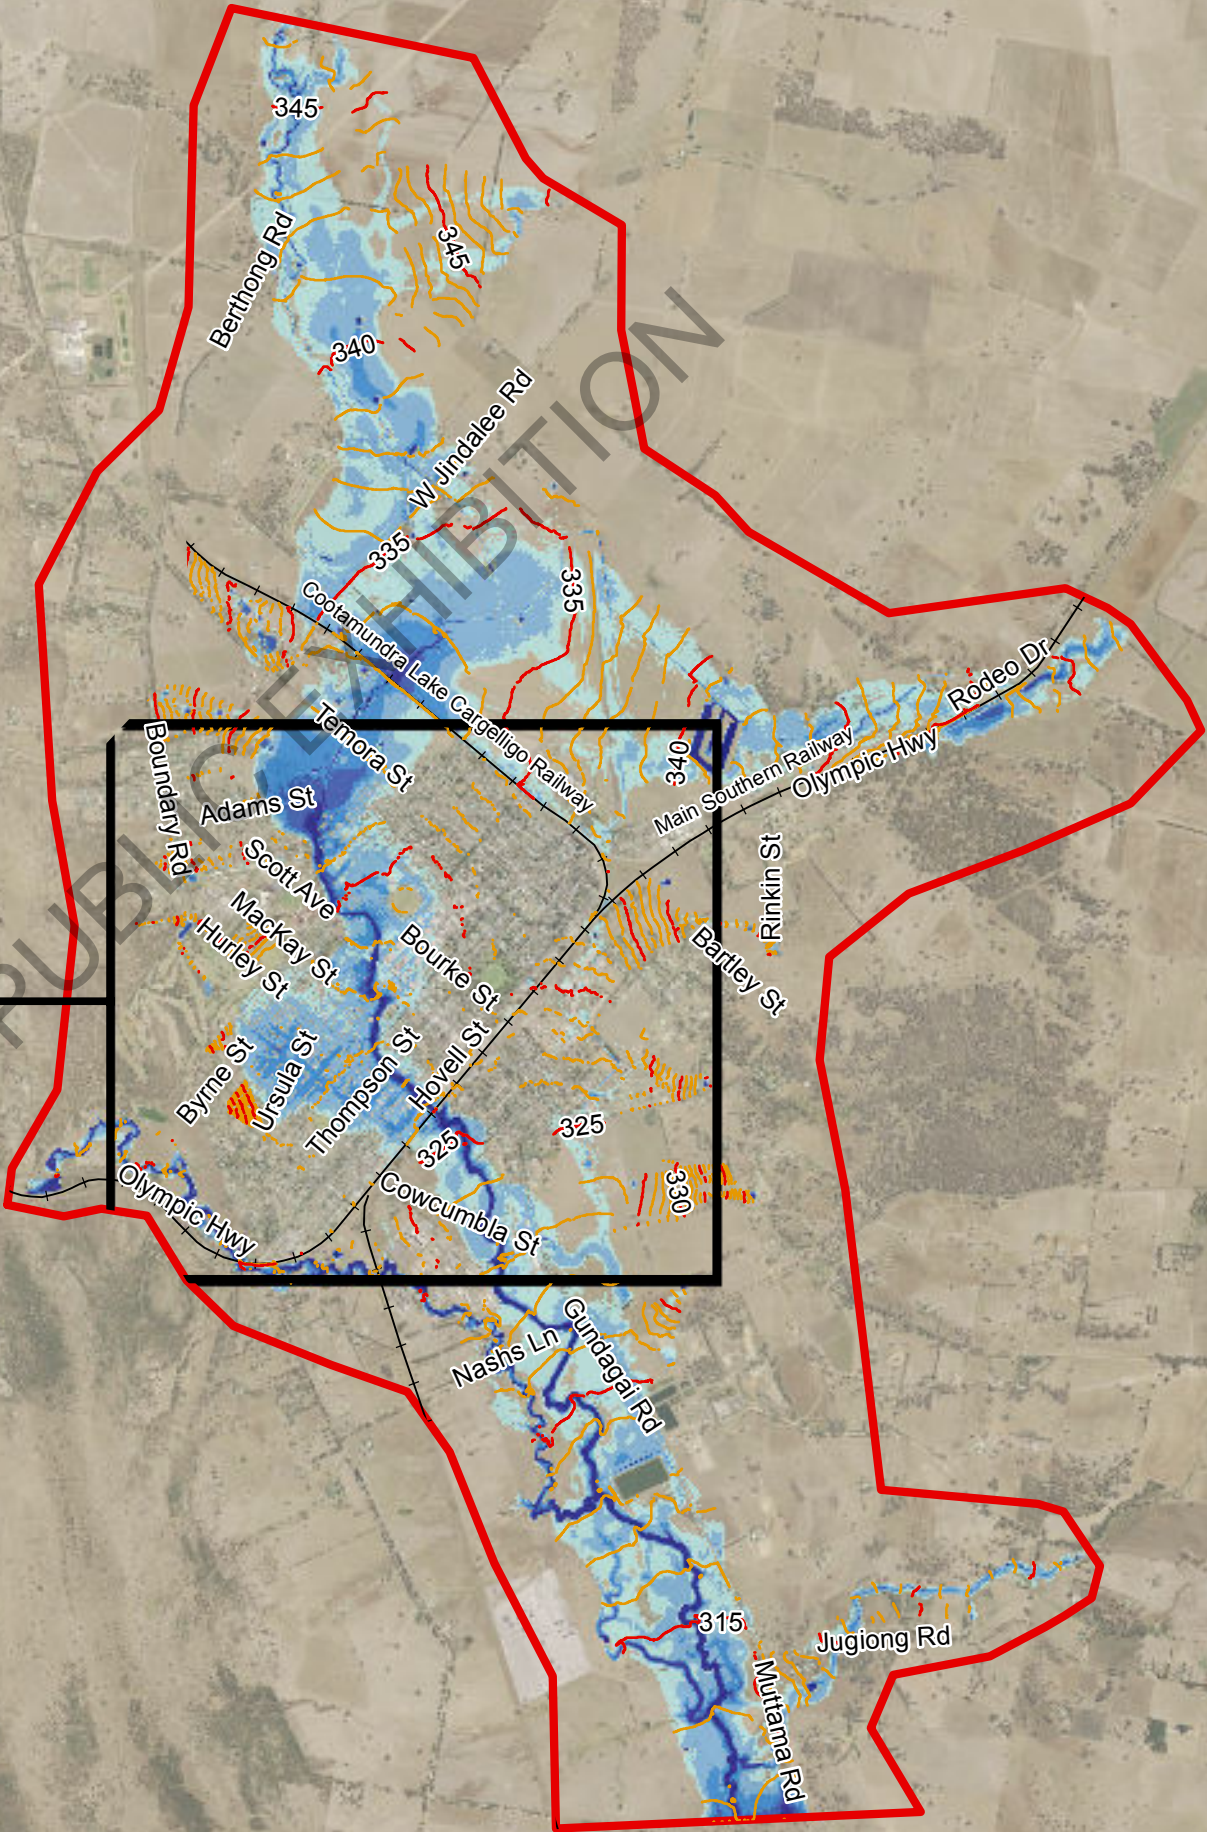 345
345
Berthong Rd
340
W Jindalee Rd
335
335
Cootamundra Lake Cargelligo Railway
Rodeo Dr
Temora St
Boundary Rd
340
Main Southern Railway
Olympic Hwy
Adams St
Scott Ave
Rinkin St
MacKay St
Hurley St
Bourke St
Bartley St
Byrne St
Ursula St
Thompson St
Hovell St
325
325
Olympic Hwy
Cowcumbla St
330
Nashs Ln
Gundagai Rd
315
Jugiong Rd
Muttama Rd
PUBLIC EXHIBITION